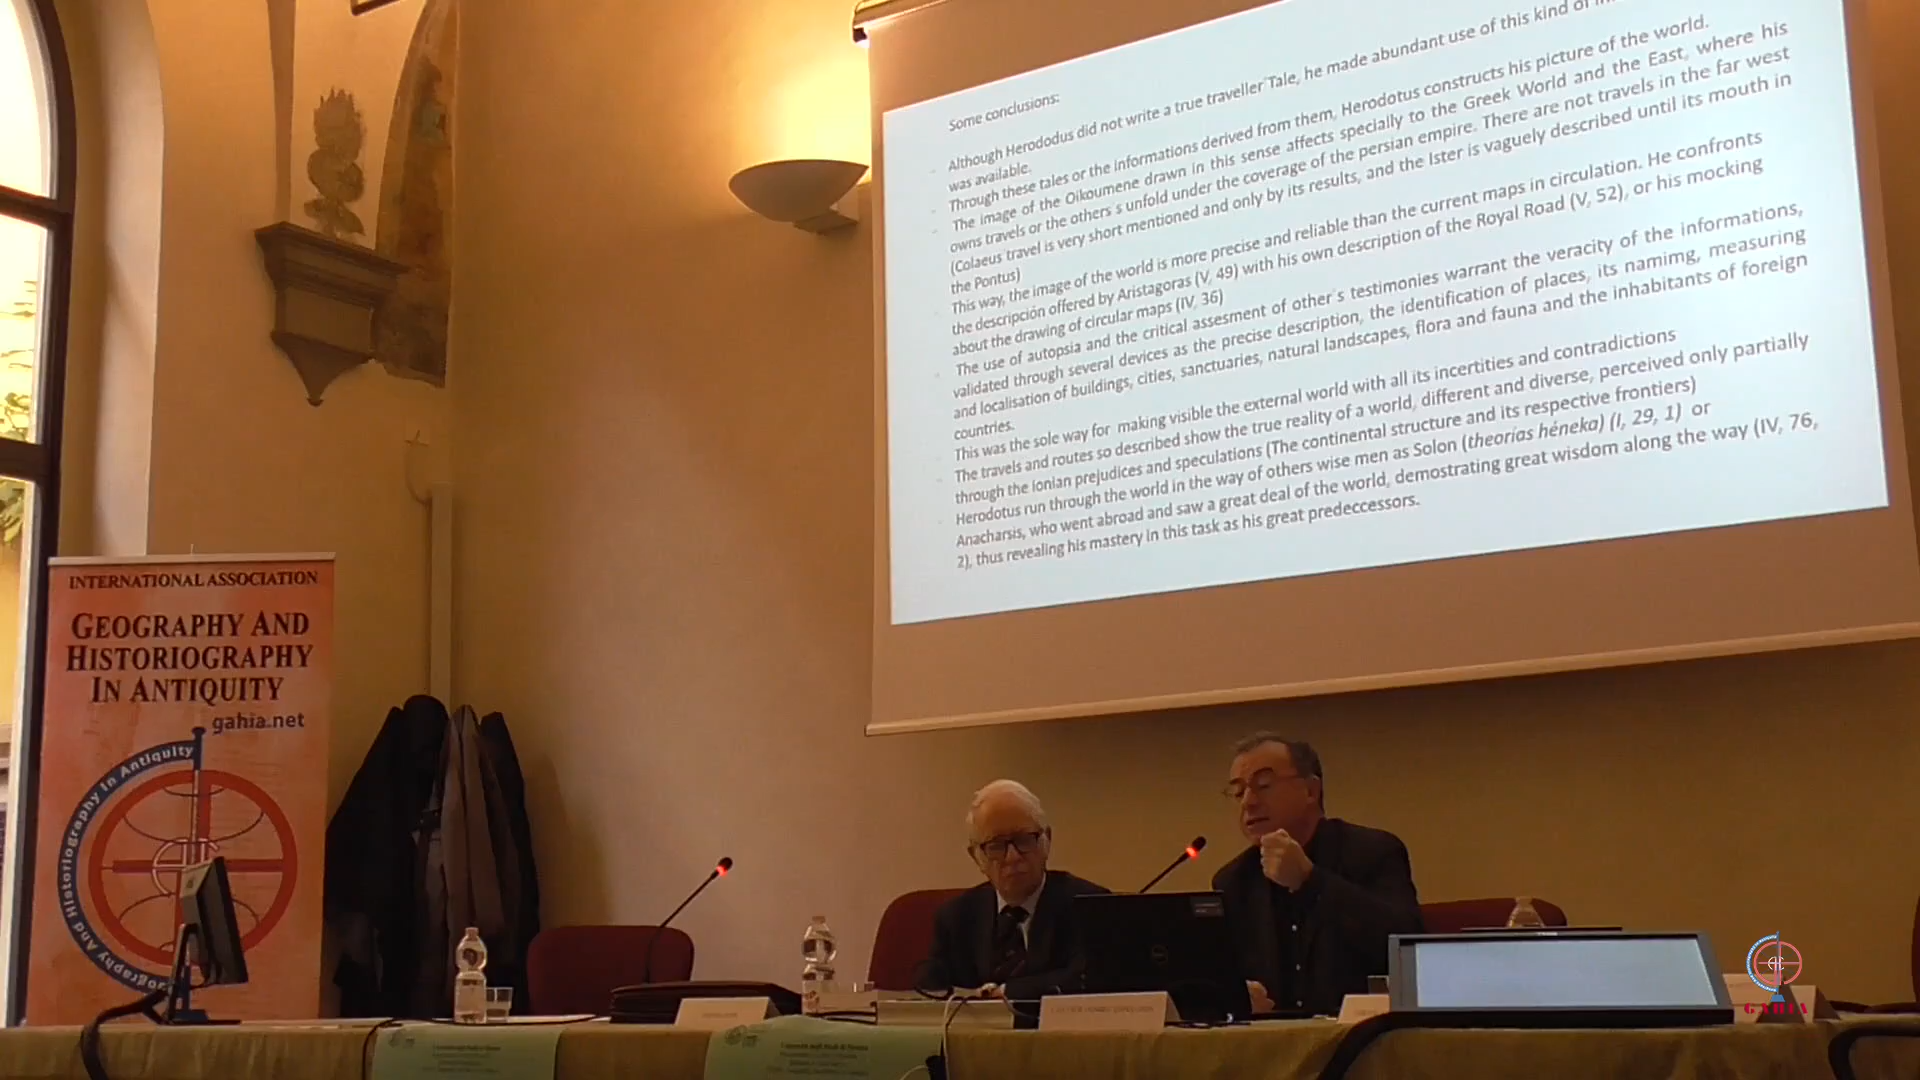 Some conclusions:
Although Herododus did not write a true traveller Tale, he made abundant use of this kind of
was available.
Through these tales or the informations derived from them, Herodotus constructs his picture of the world.
The image of the Oikoumene drawn in this sense affects specially to the Greek World and the East, where his
owns travels or the others´s unfold under the coverage of the persian empire. There are not travels in the far west
(Colaeus´travel is very short mentioned and only by its results, and the Ister is vaguely described until its mouth in
the Pontus)
This way, the image of the world is more precise and reliable than the current maps in circulation. He confronts
the descripción offered by Aristagoras (V, 49) with his own description of the Royal Road (V, 52), or his mocking
about the drawing of circular maps (IV, 36)
The use of autopsia and the critical assesment of other´s testimonies warrant the veracity of the informations,
validated through several devices as the precise description, the identification of places, its namimg, measuring
and localisation of buildings, cities, sanctuaries, natural landscapes, flora and fauna and the inhabitants of foreign
countries.
This was the sole way for making visible the external world with all its incertities and contradictions
The travels and routes so described show the true reality of a world, different and diverse, perceived only partially
through the ionian prejudices and speculations (The continental structure and its respective frontiers)
Herodotus run through the world in the way of others wise men as Solon (theorías héneka) (I, 29, 1) or
Anacharsis, who went abroad and saw a great deal of the world, demostrating great wisdom along the way (IV, 76,
2), thus revealing his mastery in this task as his great predeccessors.
INTERNATIONAL ASSOCIATION
GEOGRAPHY AND
HISTORIOGRAPHY
IN ANTIQUITY
gahia.net
Geography And Historiography In Antiquity
GAHIA